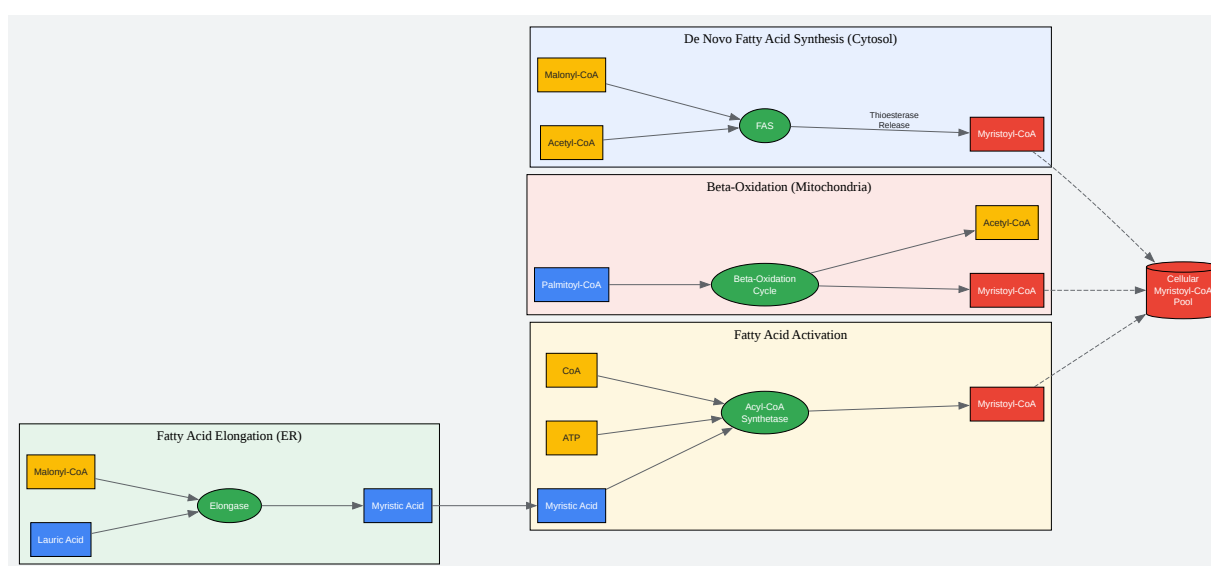 De Novo Fatty Acid Synthesis (Cytosol)
Malonyl-CoA
Acetyl-CoA
FAS
Thioesterase
Release
Myristoyl-CoA
Beta-Oxidation (Mitochondria)
Palmitoyl-CoA
Beta-Oxidation
Cycle
Acetyl-CoA
Myristoyl-CoA
Cellular
Myristoyl-CoA
Pool
Fatty Acid Activation
CoA
ATP
Myristic Acid
Acyl-CoA
Synthetase
Myristoyl-CoA
Fatty Acid Elongation (ER)
Malonyl-CoA
Lauric Acid
Elongase
Myristic Acid